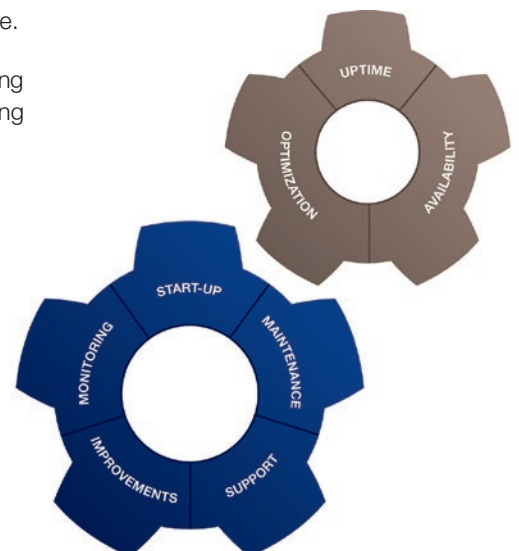 e.
ng
ng
UPTIME
OPTIMIZATION
AVAILABILITY
START-UP
MONITORING
MAINTENANCE
IMPROVEMENTS
SUPPORT